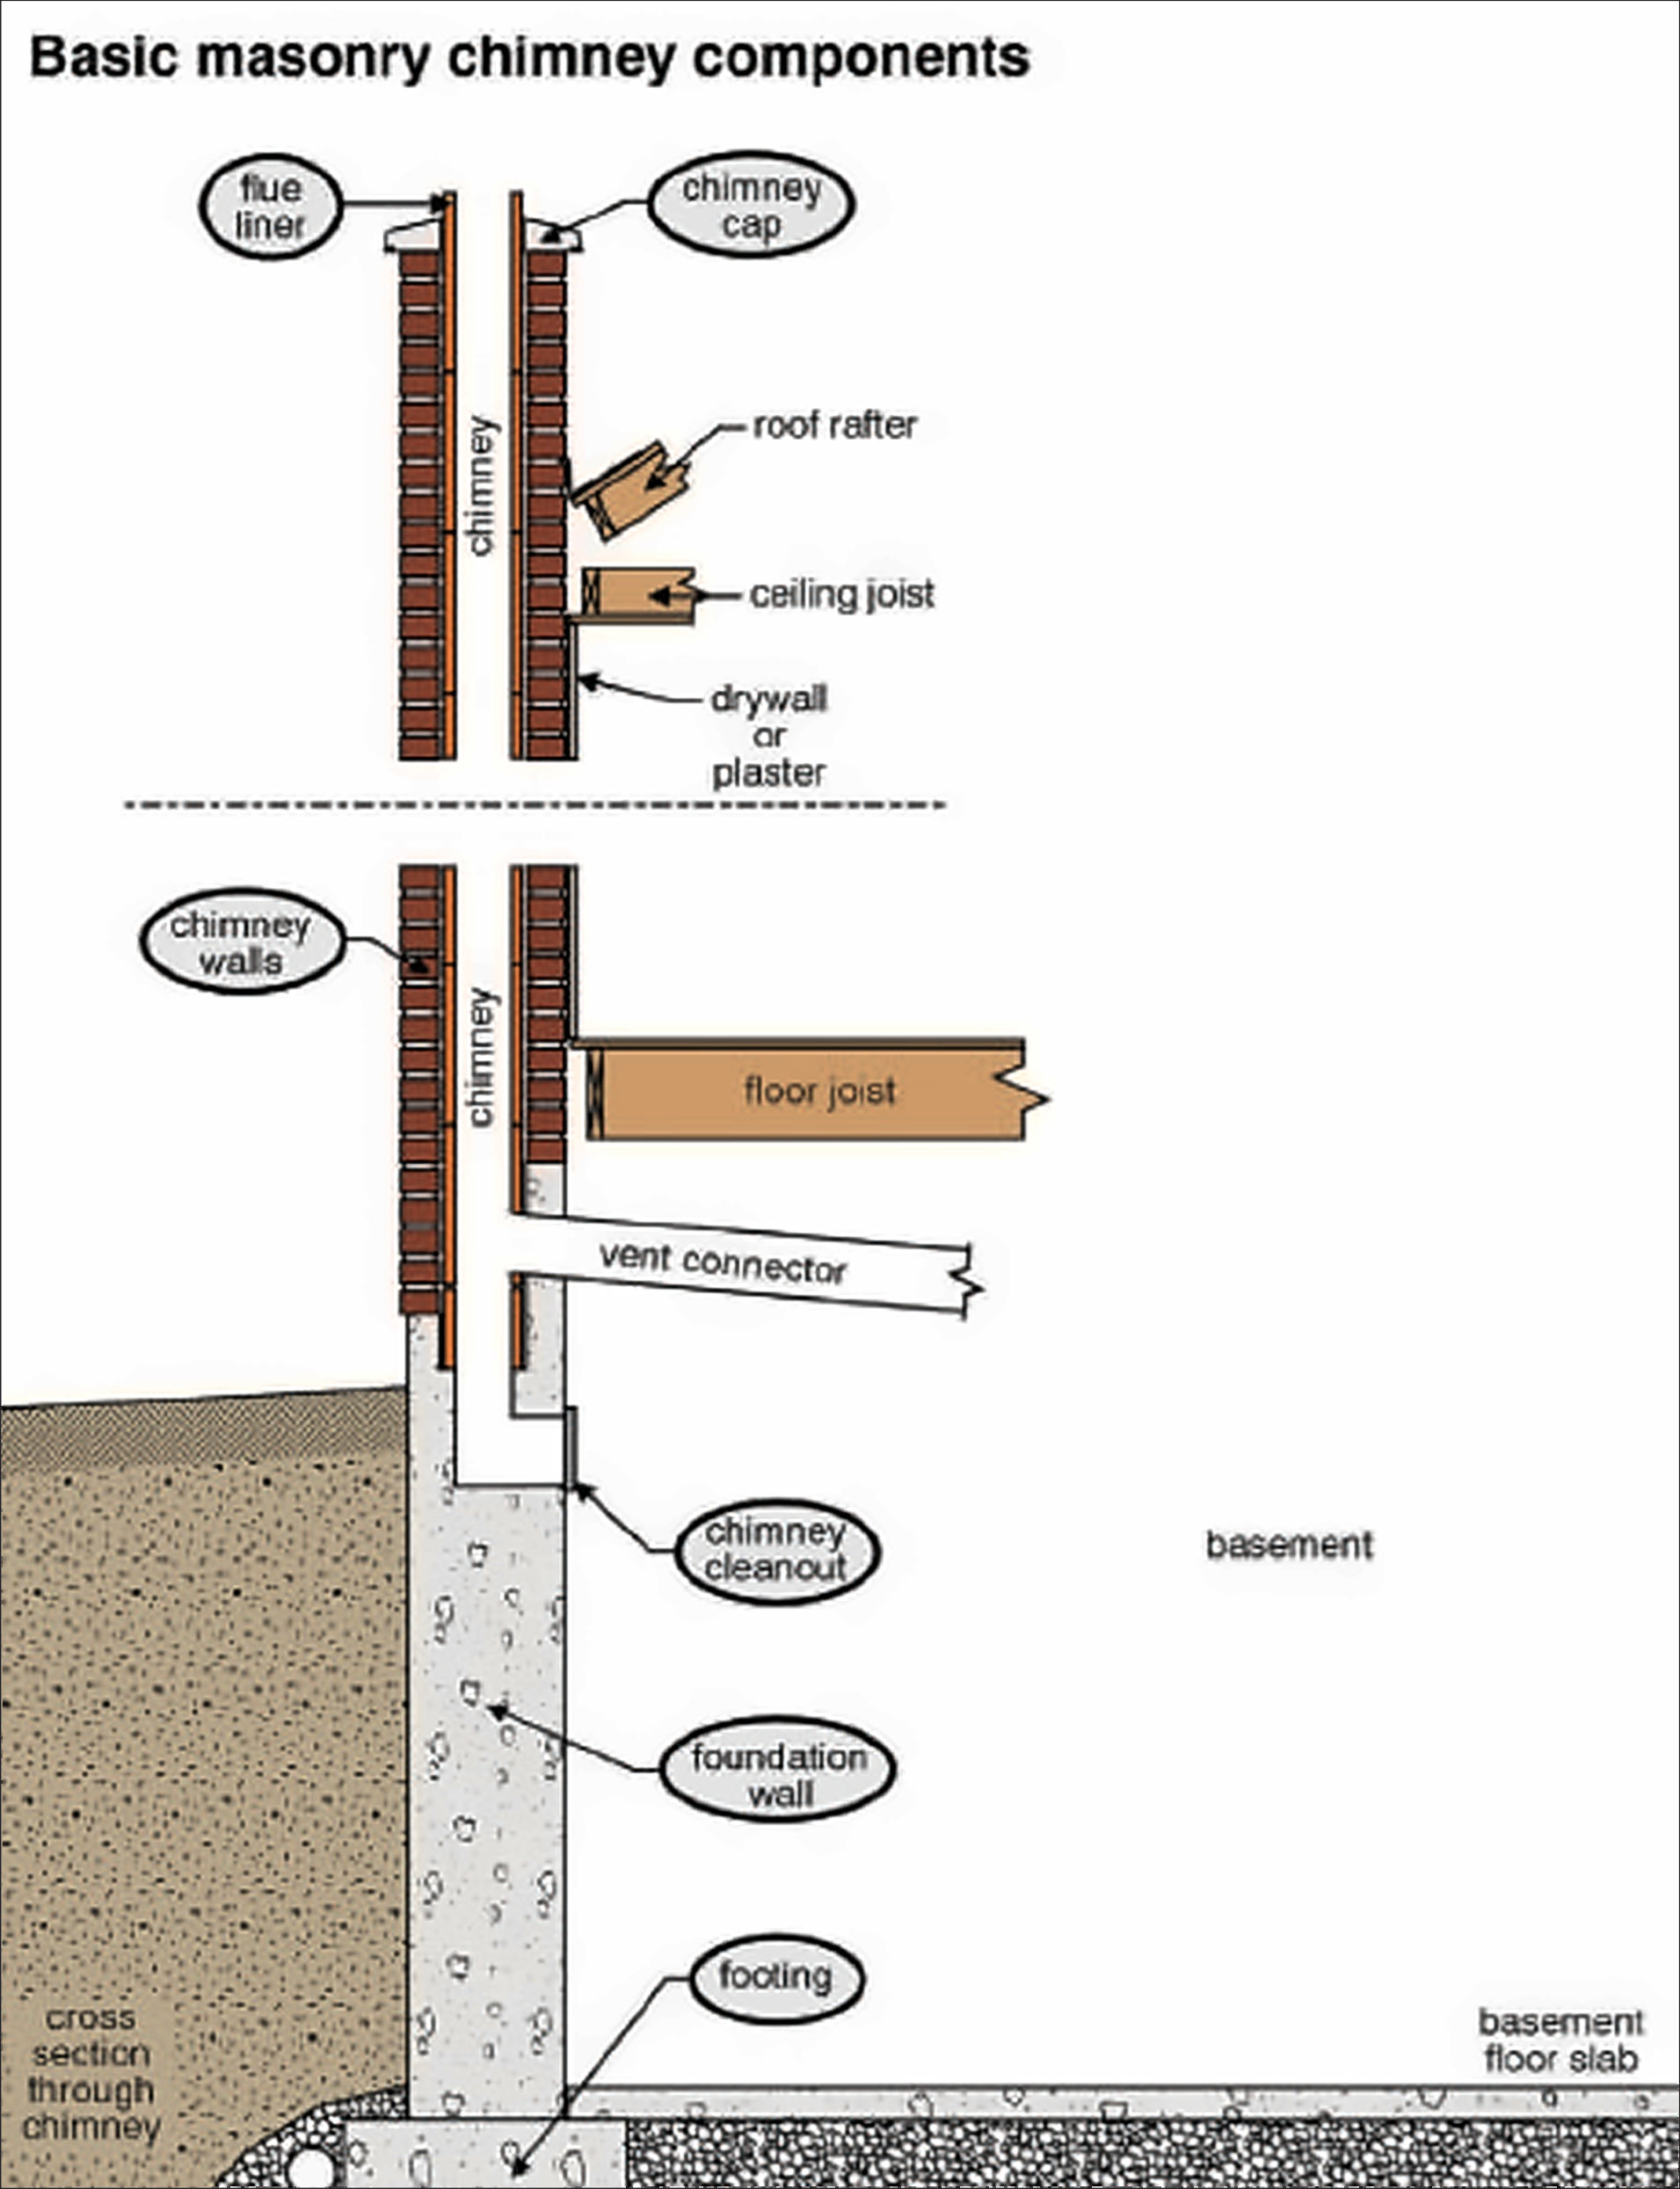 Basic masonry chimney components
flue
liner
chimney
cap
chimney
roof rafter
ceiling joist
drywall
or
plaster
chimney
walls
chimney
floor joist
vent connector
chimney
cleanout
basement
foundation
wall
footing
cross
section
through
chimney
basement
floor slab